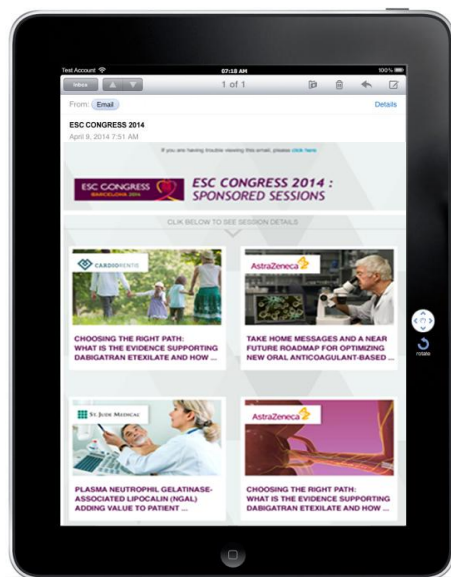 Test Account
07:18 AM
100%
Inbox
1 of 1
From: Email
Details
ESC CONGRESS 2014
April 9, 2014 7:51 AM
If you are having trouble viewing this email, please click here
ESC CONGRESS
BARCELONA 2014
ESC CONGRESS 2014 :
SPONSORED SESSIONS
CLIK BELOW TO SEE SESSION DETAILS
CARDIORENTIS
AstraZeneca
CHOOSING THE RIGHT PATH:
WHAT IS THE EVIDENCE SUPPORTING
DABIGATRAN ETEXILATE AND HOW ...
TAKE HOME MESSAGES AND A NEAR
FUTURE ROADMAP FOR OPTIMIZING
NEW ORAL ANTICOAGULANT-BASED ...
rotate
ST. JUDE MEDICAL
AstraZeneca
PLASMA NEUTROPHIL GELATINASE-
ASSOCIATED LIPOCALIN (NGAL)
ADDING VALUE TO PATIENT ...
CHOOSING THE RIGHT PATH:
WHAT IS THE EVIDENCE SUPPORTING
DABIGATRAN ETEXILATE AND HOW ...